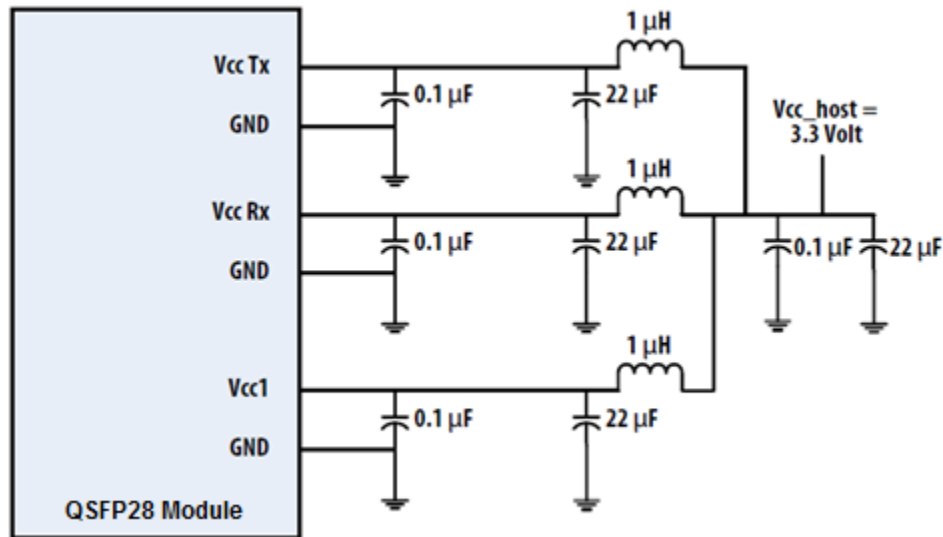 1 μH
Vcc Tx
0.1 μF
22 μF
GND
Vcc_host =
3.3 Volt
1 μH
Vcc Rx
0.1 μF
22 μF
0.1 μF
22 μF
GND
1 μH
Vcc1
0.1 μF
22 μF
GND
QSFP28 Module